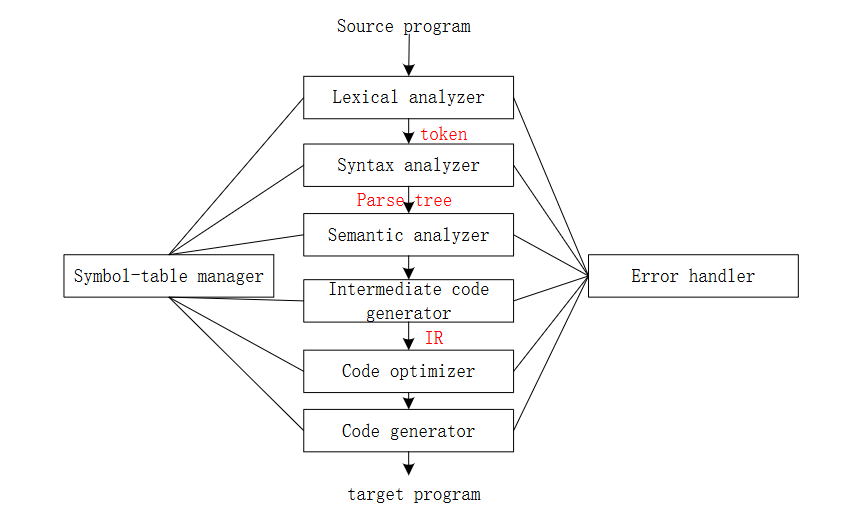 Source program
Lexical analyzer
token
Syntax analyzer
Parse tree
Semantic analyzer
Symbol-table manager
Error handler
Intermediate code
generator
IR
Code optimizer
Code generator
target program